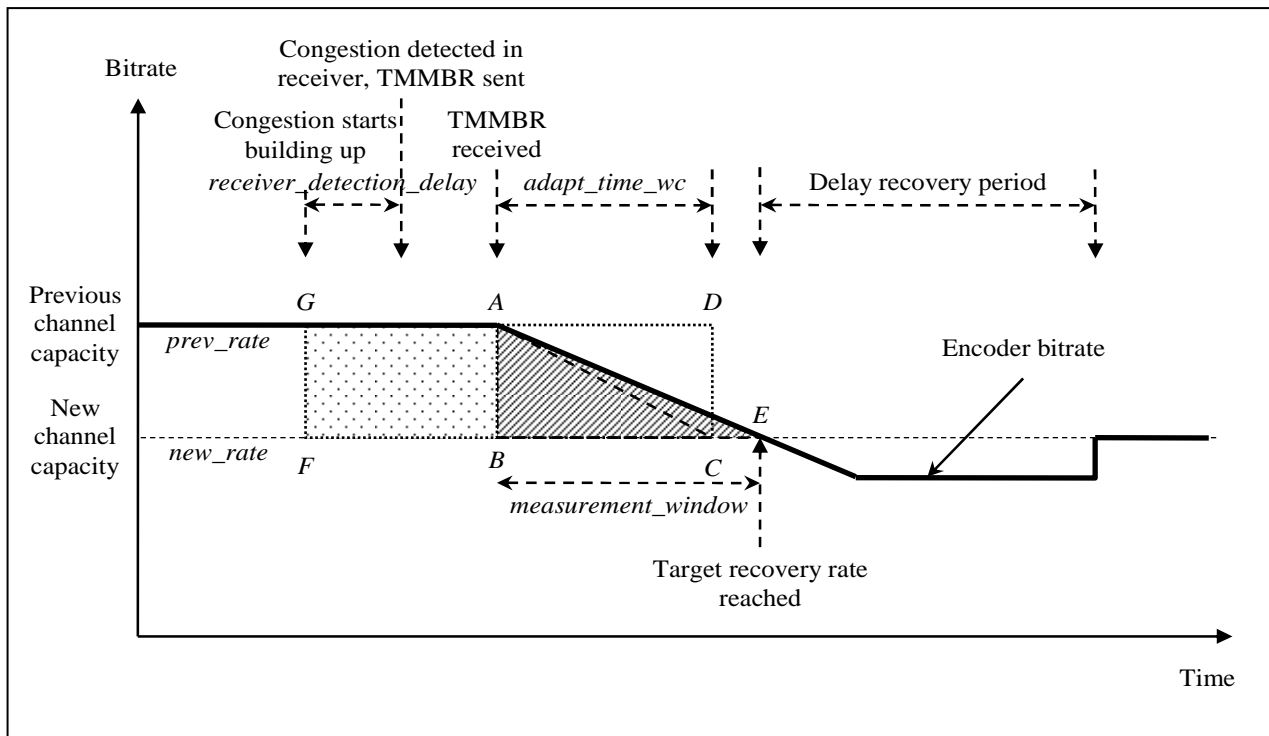 Congestion detected in
receiver, TMMBR sent
Bitrate
Congestion starts
building up
TMMBR
received
receiver_detection_delay
adapt_time_wc
Delay recovery period
Previous
channel
capacity
G
A
D
prev_rate
Encoder bitrate
New
channel
capacity
E
new_rate
F
B
C
measurement_window
Target recovery rate
reached
Time